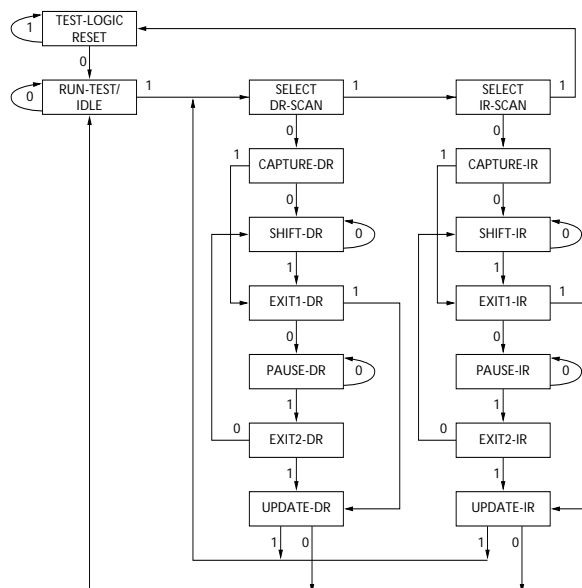 TEST-LOGIC
RESET
1
0
RUN-TEST/
IDLE
0
1
SELECT
DR-SCAN
1
SELECT
IR-SCAN
1
0
0
1
CAPTURE-DR
1
CAPTURE-IR
0
0
SHIFT-DR
0
SHIFT-IR
0
1
1
EXIT1-DR
1
EXIT1-IR
1
0
0
PAUSE-DR
0
PAUSE-IR
0
1
1
0
EXIT2-DR
0
EXIT2-IR
1
1
UPDATE-DR
UPDATE-IR
1
0
1
0